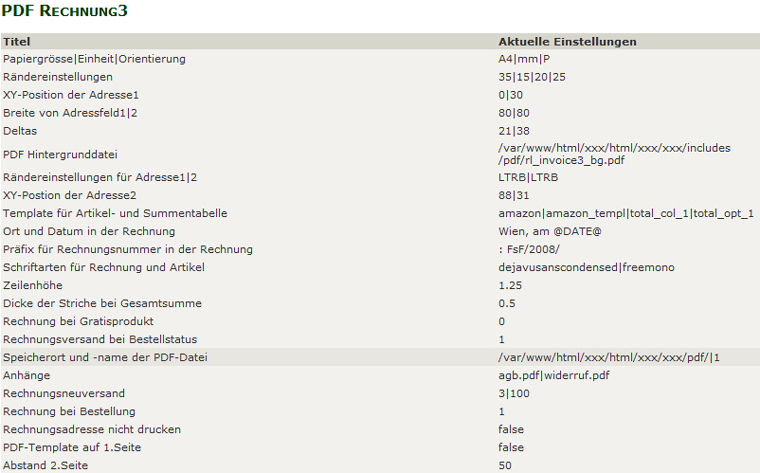 PDF RECHNUNG3
Titel Aktuelle Einstellungen
Papiergrösse|Einheit|Orientierung A4|mm|P
Rändereinstellungen 35|15|20|25
XY-Position der Adresse1 0|30
Breite von Adressfeld1|2 80|80
Deltas 21|38
PDF Hintergrunddatei /var/www/html/xxx/html/xxx/xxx/includes
/pdf/rl_invoice3_bg.pdf
Rändereinstellungen für Adresse1|2 LTRB|LTRB
XY-Postion der Adresse2 88|31
Template für Artikel- und Summentabelle amazon|amazon_templ|total_col_1|total_opt_1
Ort und Datum in der Rechnung Wien, am @DATE@
Präfix für Rechnungsnummer in der Rechnung : FsF/2008/
Schriftarten für Rechnung und Artikel dejavusanscondensed|freemono
Zeilenhöhe 1.25
Dicke der Striche bei Gesamtsumme 0.5
Rechnung bei Gratisprodukt 0
Rechnungsversand bei Bestellstatus 1
Speicherort und -name der PDF-Datei /var/www/html/xxx/html/xxx/xxx/pdf/|1
Anhänge agb.pdf|widerruf.pdf
Rechnungsneuversand 3|100
Rechnung bei Bestellung 1
Rechnungsadresse nicht drucken false
PDF-Template auf 1.Seite false
Abstand 2.Seite 50